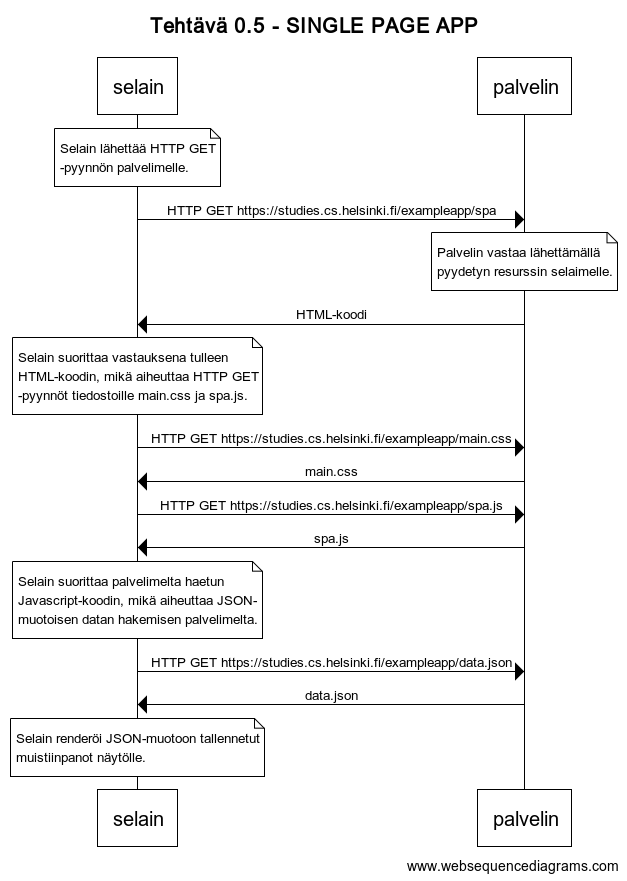 Tehtävä 0.5 - SINGLE PAGE APP
selain
palvelin
Selain lähettää HTTP GET
-pyynnön palvelimelle.
HTTP GET https://studies.cs.helsinki.fi/exampleapp/spa
Palvelin vastaa lähettämällä
pyydetyn resurssin selaimelle.
HTML-koodi
Selain suorittaa vastauksena tulleen
HTML-koodin, mikä aiheuttaa HTTP GET
-pyynnöt tiedostoille main.css ja spa.js.
HTTP GET https://studies.cs.helsinki.fi/exampleapp/main.css
main.css
HTTP GET https://studies.cs.helsinki.fi/exampleapp/spa.js
spa.js
Selain suorittaa palvelimelta haetun
Javascript-koodin, mikä aiheuttaa JSON-
muotoisen datan hakemisen palvelimelta.
HTTP GET https://studies.cs.helsinki.fi/exampleapp/data.json
data.json
Selain renderöi JSON-muotoon tallennetut
muistiinpanot näytölle.
selain
palvelin
www.websequencediagrams.com